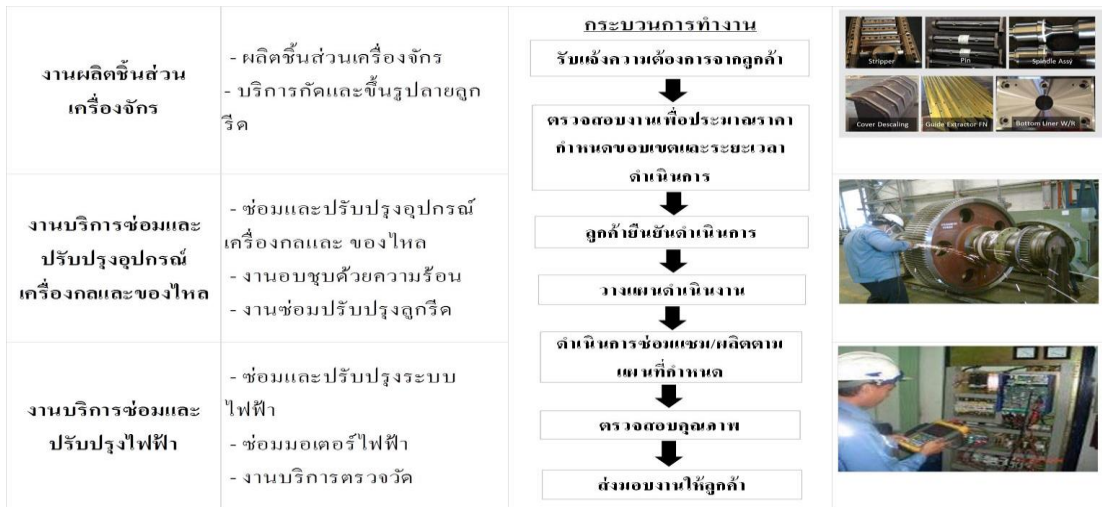 งานผลิตชิ้นส่วน
เครื่องจักร
- ผลิตชิ้นส่วนเครื่องจักร
- บริการกัดและขึ้นรูปลายลูก
รีด
งานบริการซ่อมและ
ปรับปรุงอุปกรณ์
เครื่องกลและของไหล
- ซ่อมและปรับปรุงอุปกรณ์
เครื่องกลและ ของไหล
- งานอบชุบด้วยความร้อน
- งานซ่อมปรับปรุงลูกรีด
งานบริการซ่อมและ
ปรับปรุงไฟฟ้า
- ซ่อมและปรับปรุงระบบ
ไฟฟ้า
- ซ่อมมอเตอร์ไฟฟ้า
- งานบริการตรวจวัด
กระบวนการทำงาน
รับแจ้งความต้องการจากลูกค้า
ตรวจสอบงานเพื่อประมาณราคา
กำหนดขอบเขตและระยะเวลา
ดำเนินการ
ลูกค้ายืนยันดำเนินการ
วางแผนดำเนินงาน
ดำเนินการซ่อมแซม/ผลิตตาม
แผนที่กำหนด
ตรวจสอบคุณภาพ
ส่งมอบงานให้ลูกค้า
Stripper
Pin
Spindle Assy
Cover Descaling
Guide Extractor FN
Bottom Liner W/R